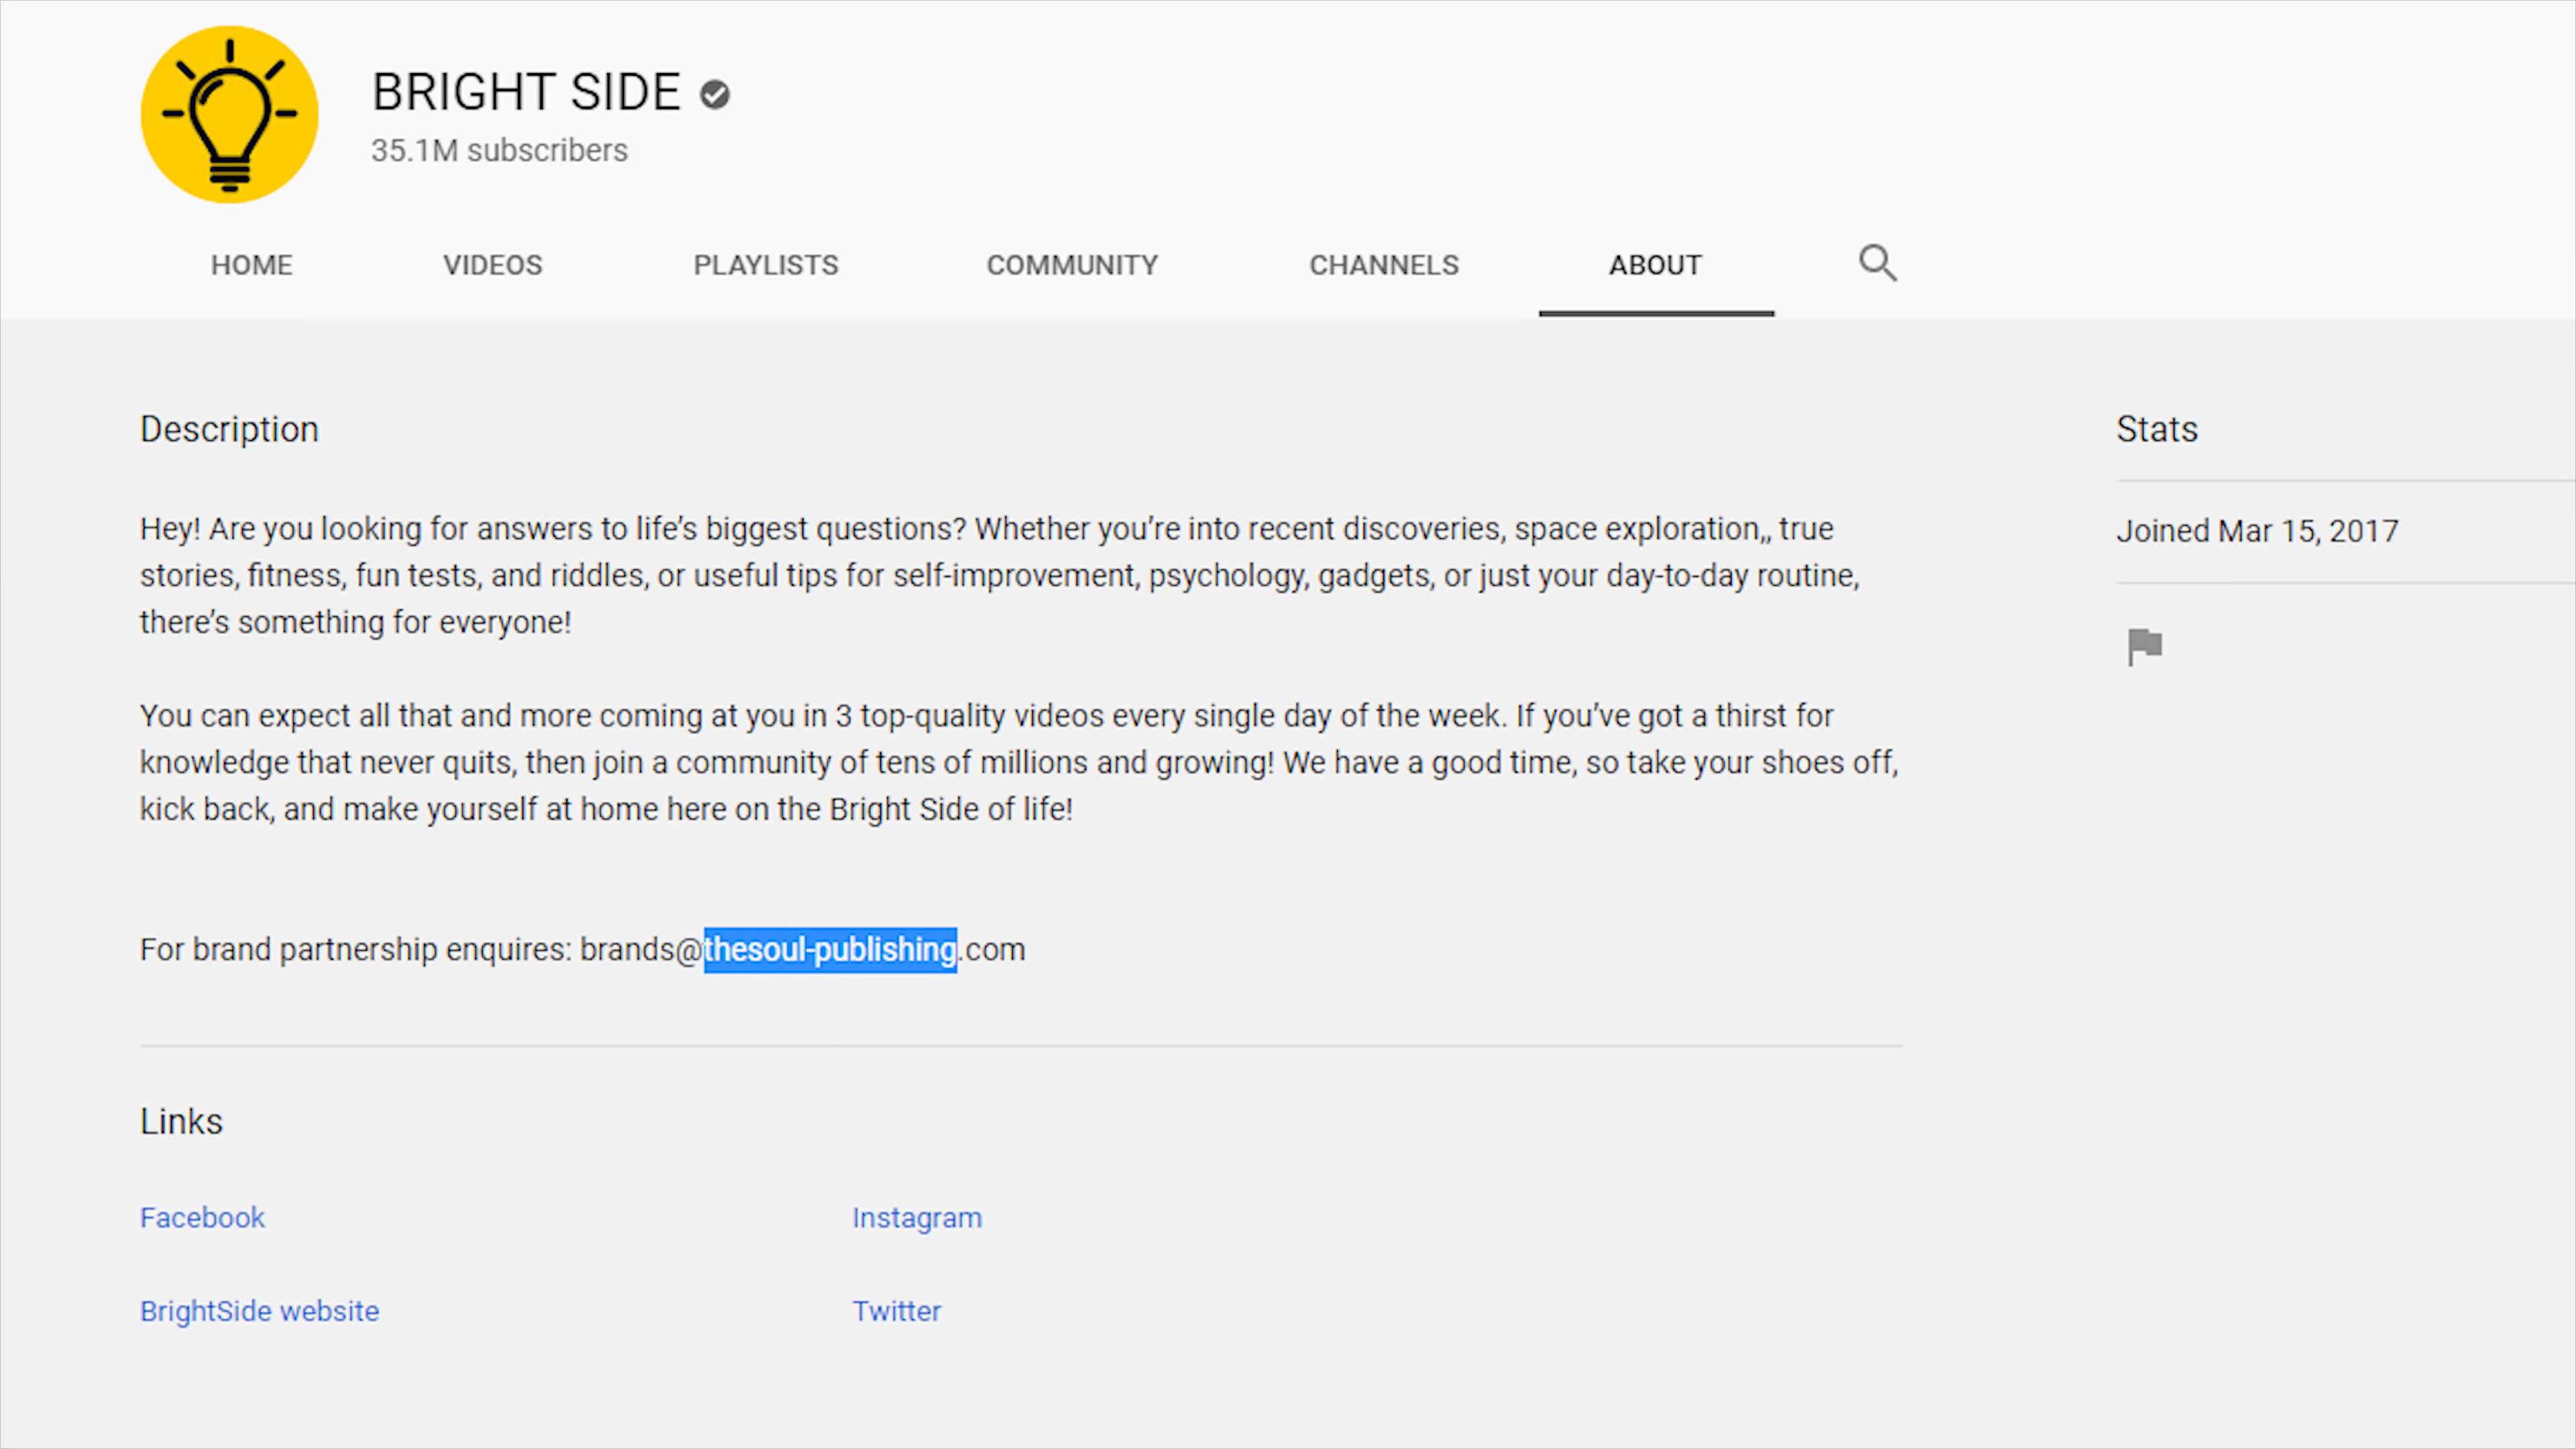 BRIGHT SIDE
35.1M subscribers
HOME VIDEOS PLAYLISTS COMMUNITY CHANNELS ABOUT
Description
Hey! Are you looking for answers to life’s biggest questions? Whether you’re into recent discoveries, space exploration,, true
stories, fitness, fun tests, and riddles, or useful tips for self-improvement, psychology, gadgets, or just your day-to-day routine,
there’s something for everyone!
You can expect all that and more coming at you in 3 top-quality videos every single day of the week. If you’ve got a thirst for
knowledge that never quits, then join a community of tens of millions and growing! We have a good time, so take your shoes off,
kick back, and make yourself at home here on the Bright Side of life!
For brand partnership enquires: brands@thesoul-publishing.com
Links
Facebook Instagram
BrightSide website Twitter
Stats
Joined Mar 15, 2017